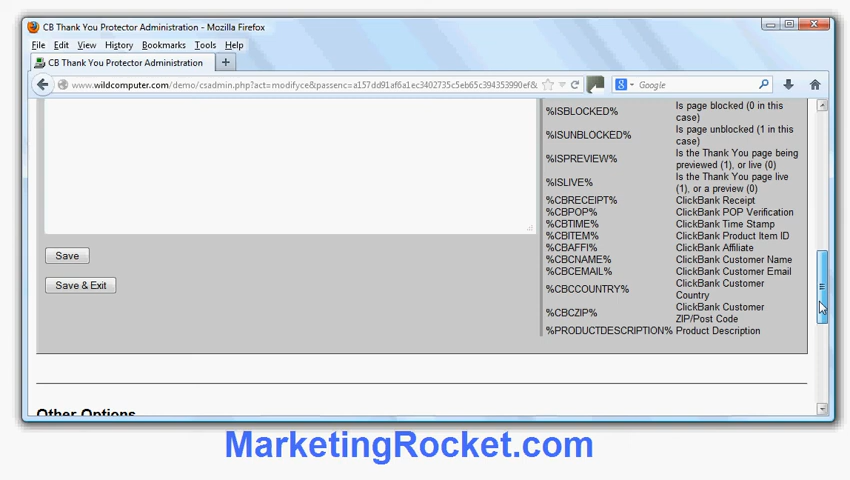 CB Thank You Protector Administration - Mozilla Firefox
File Edit View History Bookmarks Tools Help
CB Thank You Protector Administration
www.wildcomputer.com/demo/csadmin.php?act=modifyce&passenc=a157dd91af6a1ec3402735c5eb65c394353990ef&
Google
%ISBLOCKED% Is page blocked (0 in this
case)
%ISUNBLOCKED% Is page unblocked (1 in this
case)
%ISPREVIEW% Is the Thank You page being
previewed (1), or live (0)
%ISLIVE% Is the Thank You page live
(1), or a preview (0)
%CBRECEIPT% ClickBank Receipt
%CBPOP% ClickBank POP Verification
%CBTIME% ClickBank Time Stamp
%CBITEM% ClickBank Product Item ID
%CBAFFI% ClickBank Affiliate
%CBCNAME% ClickBank Customer Name
%CBCEMAIL% ClickBank Customer Email
%CBCCOUNTRY% ClickBank Customer
Country
%CBCZIP% ClickBank Customer
ZIP/Post Code
%PRODUCTDESCRIPTION% Product Description
Save
Save & Exit
Other Options
MarketingRocket.com